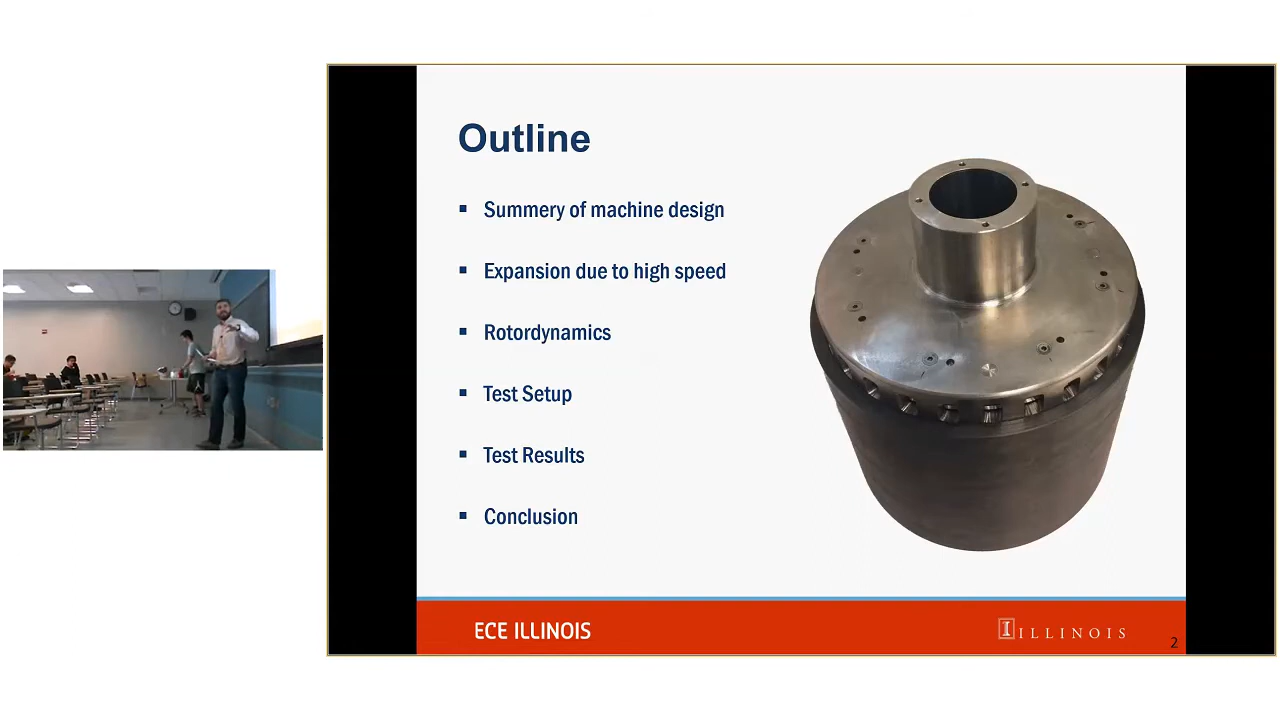 Outline
Summery of machine design
Expansion due to high speed
Rotordynamics
Test Setup
Test Results
Conclusion
ECE ILLINOIS
I ILLINOIS
2